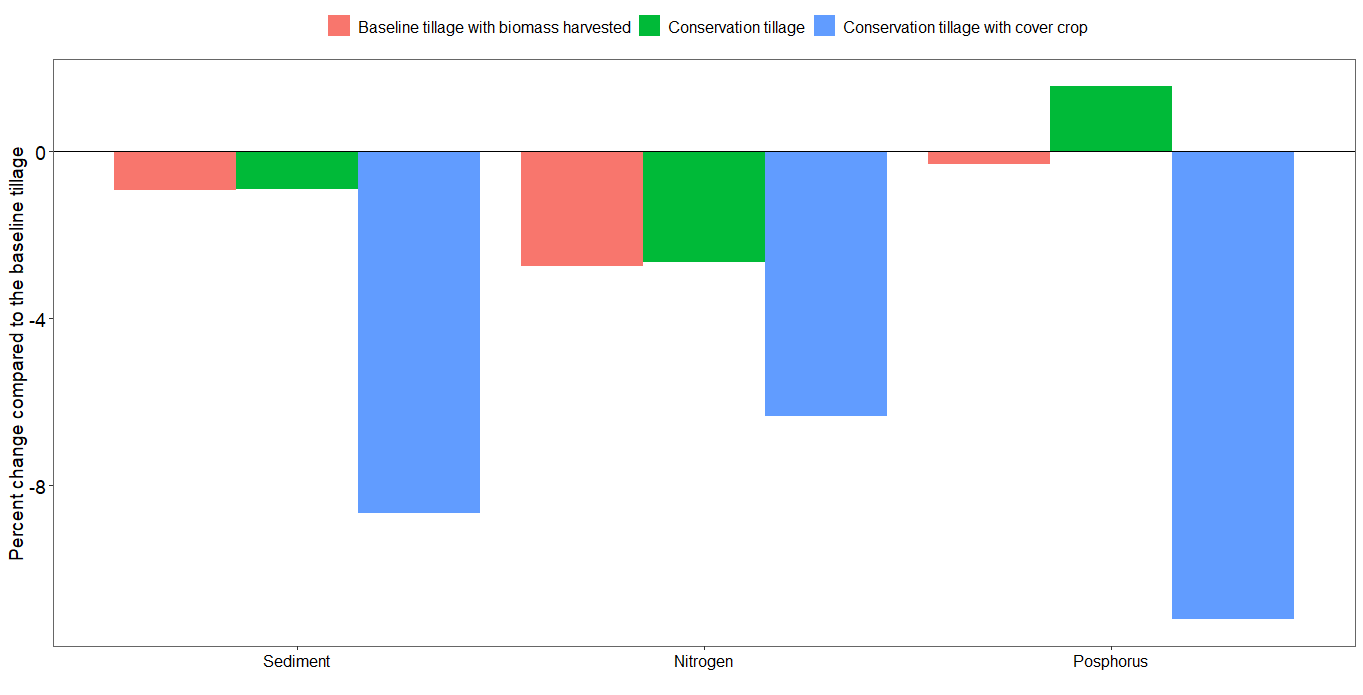 Baseline tillage with biomass harvested Conservation tillage Conservation tillage with cover crop
Percent change compared to the baseline tillage
0
-4
-8
Sediment Nitrogen Posphorus